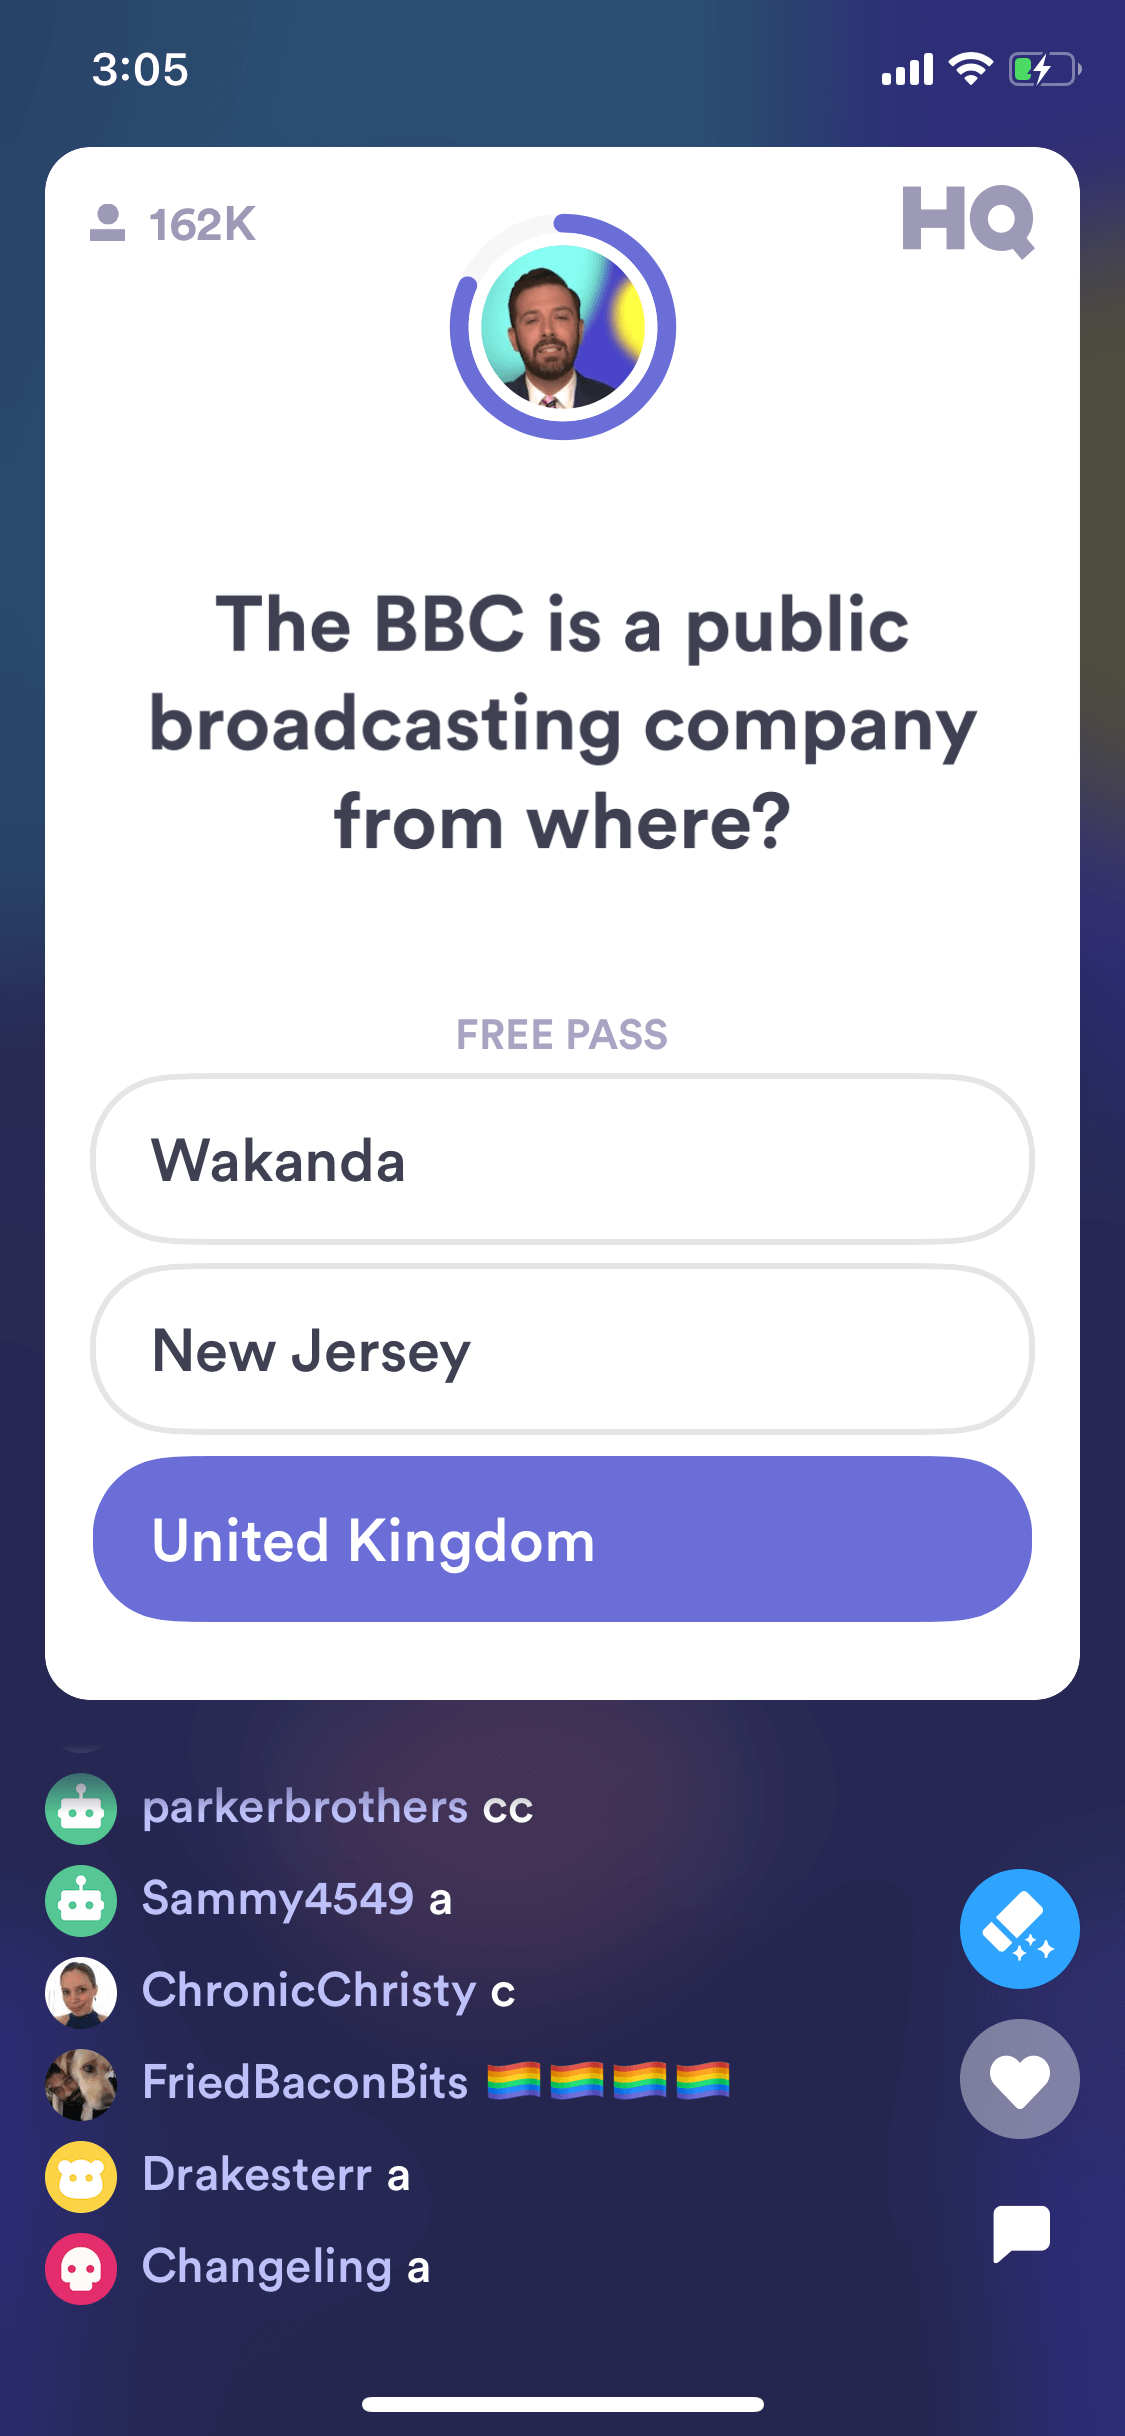 3:05
162K
HQ
The BBC is a public
broadcasting company
from where?
FREE PASS
Wakanda
New Jersey
United Kingdom
parkerbrothers cc
Sammy4549 a
ChronicChristy c
FriedBaconBits 🏳️‍🌈🏳️‍🌈🏳️‍🌈🏳️‍🌈
Drakesterr a
Changeling a